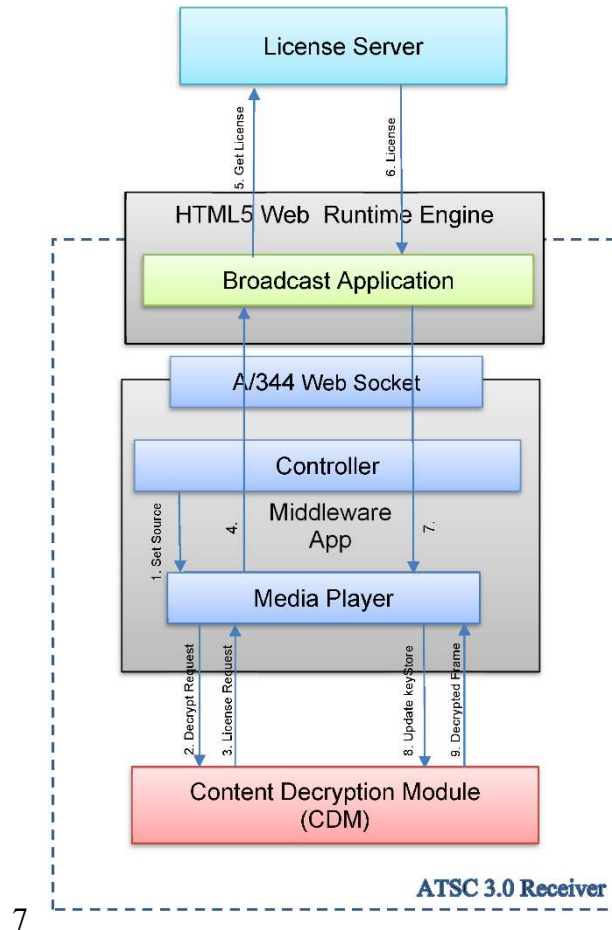 License Server
5. Get License
6. License
HTML5 Web Runtime Engine
Broadcast Application
A/344 Web Socket
Controller
1. Set Source
4.
Middleware
App
7.
Media Player
2. Decrypt Request
3. License Request
8. Update keyStore
9. Decrypted Frame
Content Decryption Module
(CDM)
ATSC 3.0 Receiver
7